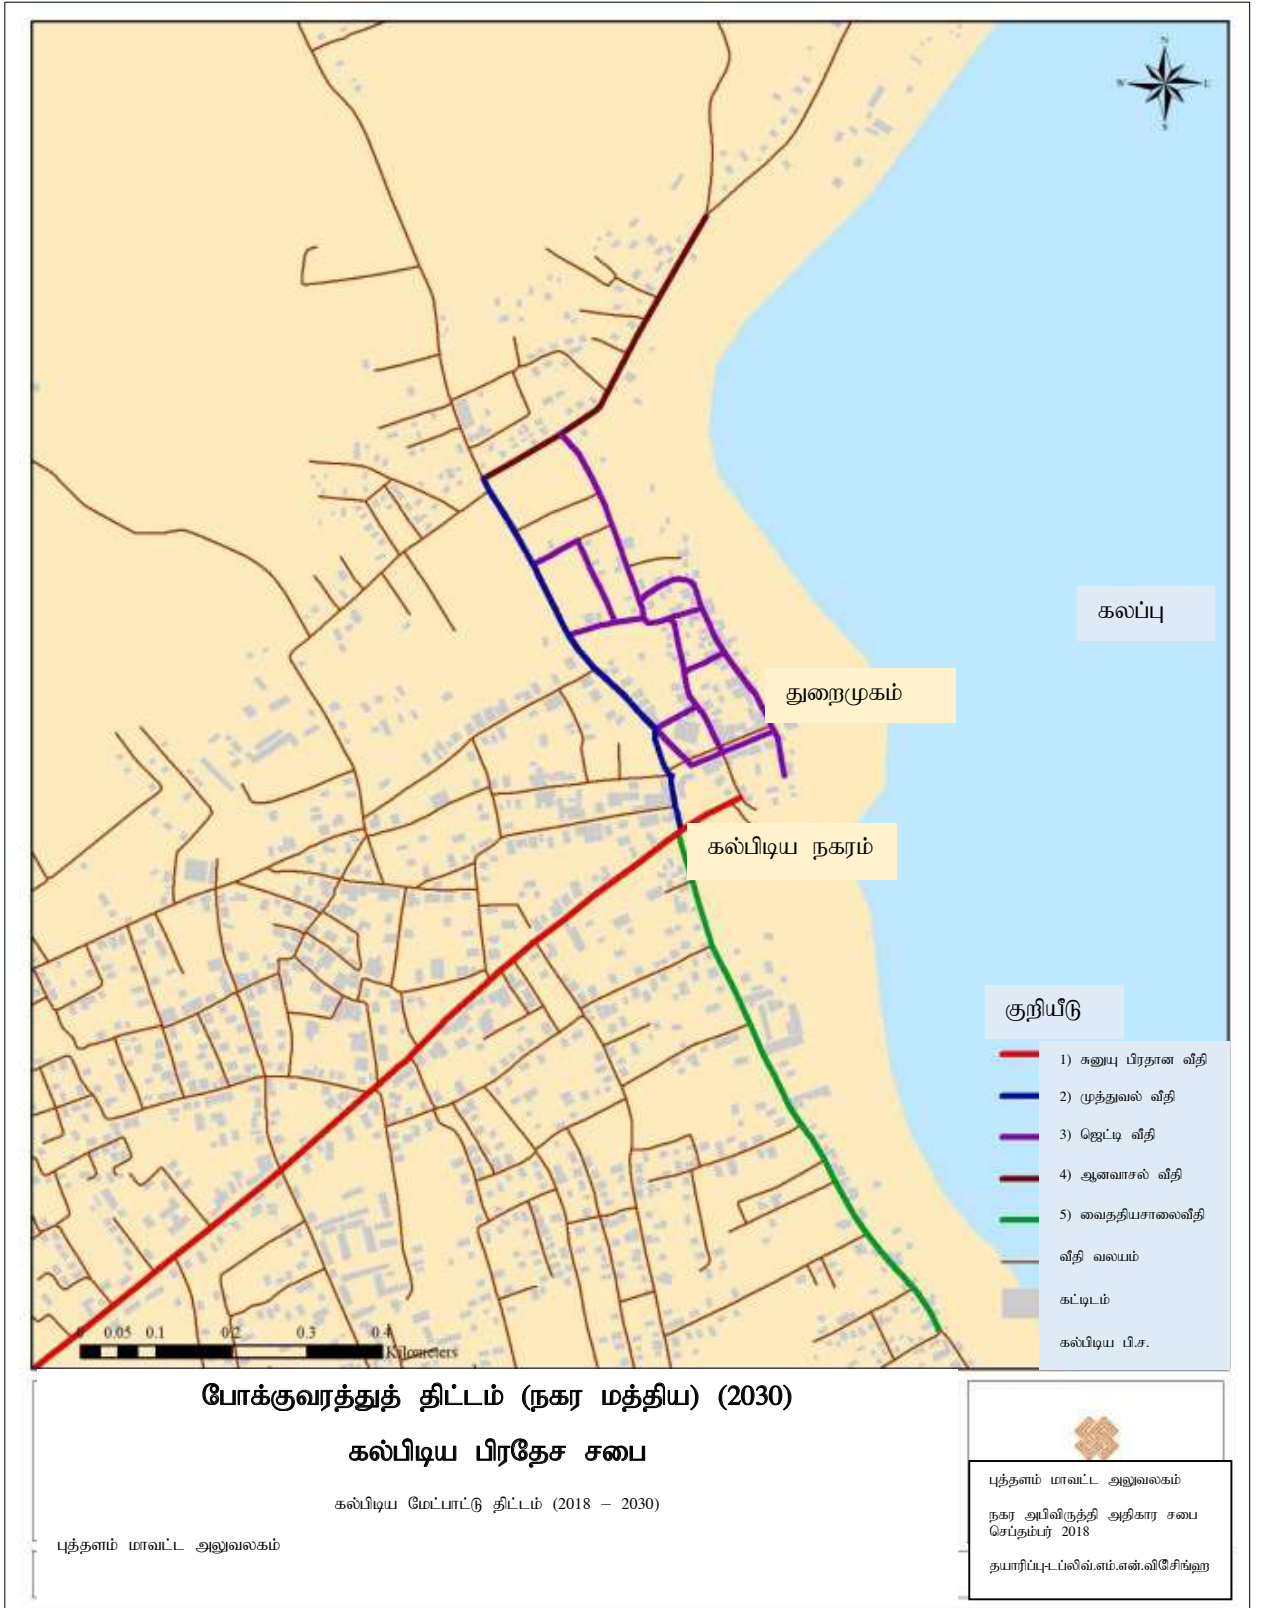 N
W E
S
கலப்பு
துறைமுகம்
கல்பிடிய நகரம்
குறியீடு
1) சுனுயு பிரதான வீதி
2) முத்துவல் வீதி
3) ஜெட்டி வீதி
4) ஆனவாசல் வீதி
5) வைததியசாலைவீதி
வீதி வலயம்
கட்டிடம்
கல்பிடிய பி.ச.
0 0.05 0.1 0.2 0.3 0.4
Kilometers
போக்குவரத்துத் திட்டம் (நகர மத்திய) (2030)
கல்பிடிய பிரதேச சபை
கல்பிடிய மேட்பாட்டு திட்டம் (2018 – 2030)
புத்தளம் மாவட்ட அலுவலகம்
புத்தளம் மாவட்ட அலுவலகம்
நகர அபிவிருத்தி அதிகார சபை
செப்தம்பர் 2018
தயாரிப்பு-டப்லிவ்.எம்.என்.விசேிங்ஹ